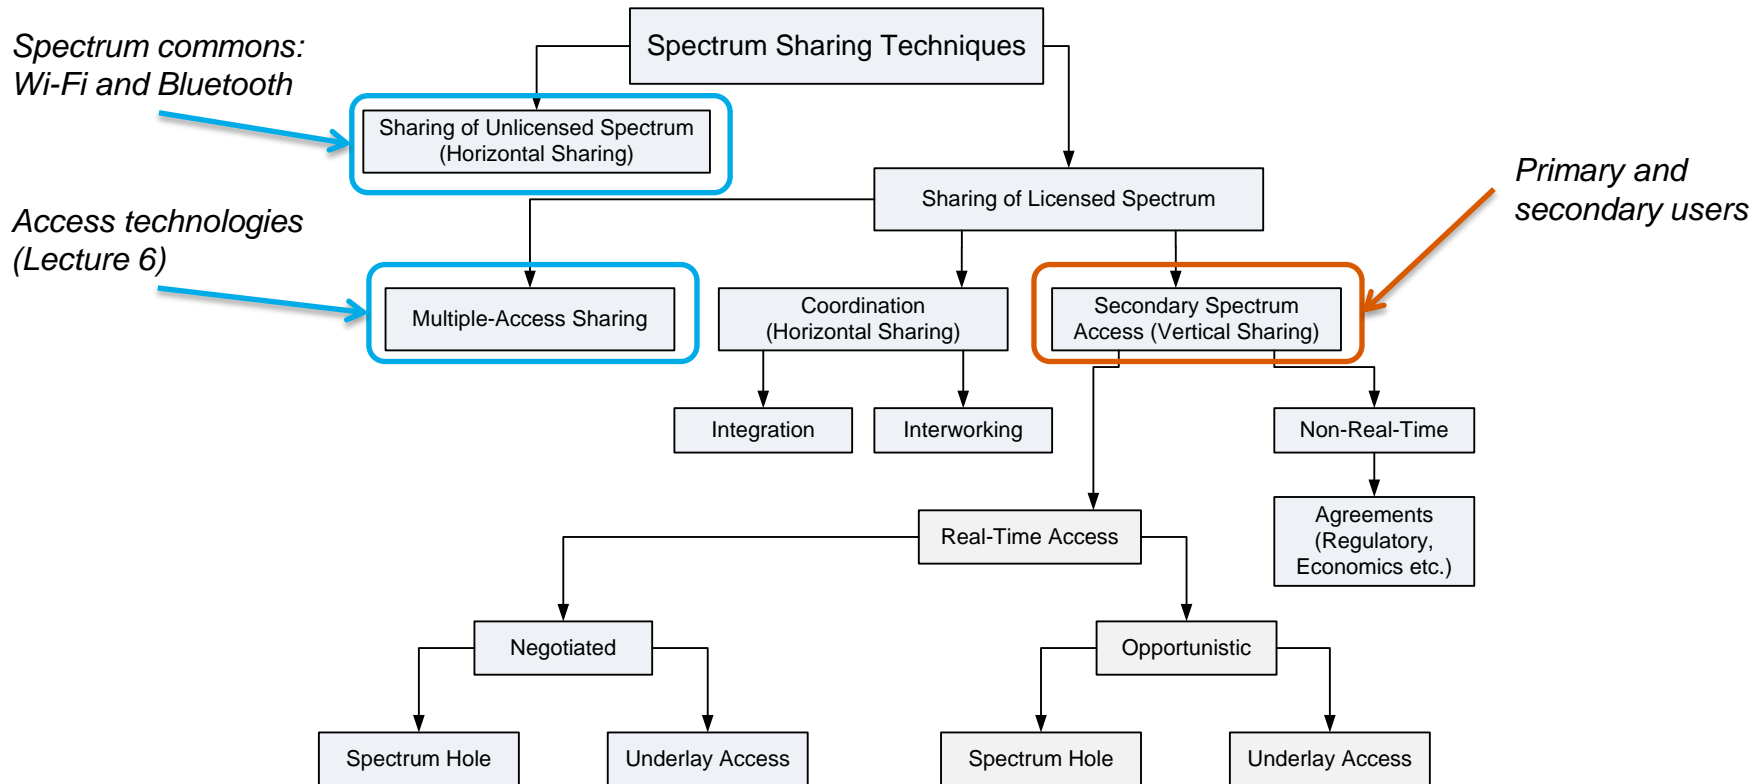 Spectrum Sharing Techniques
Spectrum commons:
Wi-Fi and Bluetooth
Sharing of Unlicensed Spectrum
(Horizontal Sharing)
Primary and
secondary users
Sharing of Licensed Spectrum
Access technologies
(Lecture 6)
Multiple-Access Sharing
Coordination
(Horizontal Sharing)
Secondary Spectrum
Access (Vertical Sharing)
Integration
Interworking
Non-Real-Time
Agreements
(Regulatory,
Economics etc.)
Real-Time Access
Negotiated
Opportunistic
Spectrum Hole
Underlay Access
Spectrum Hole
Underlay Access